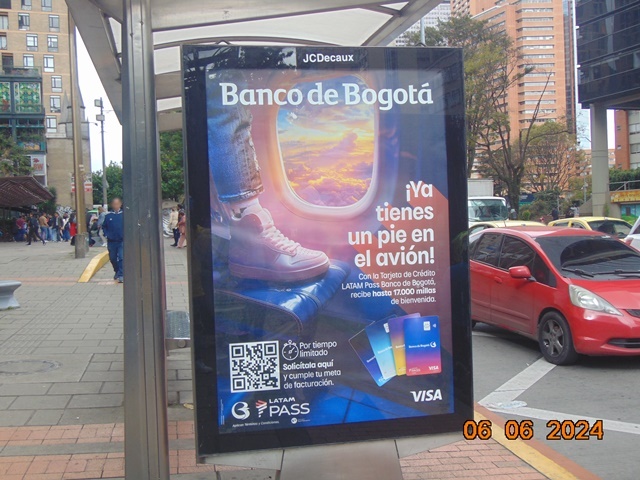 JCDecaux
Banco de Bogotá
¡Ya
tienes
un pie en
el avión!
Con la Tarjeta de Crédito
LATAM Pass Banco de Bogotá,
recibe hasta 17.000 millas
de bienvenida.
Por tiempo
limitado
Solicítala aquí
y cumple tu meta
de facturación.
LATAM
PASS
VISA
06 06 2024